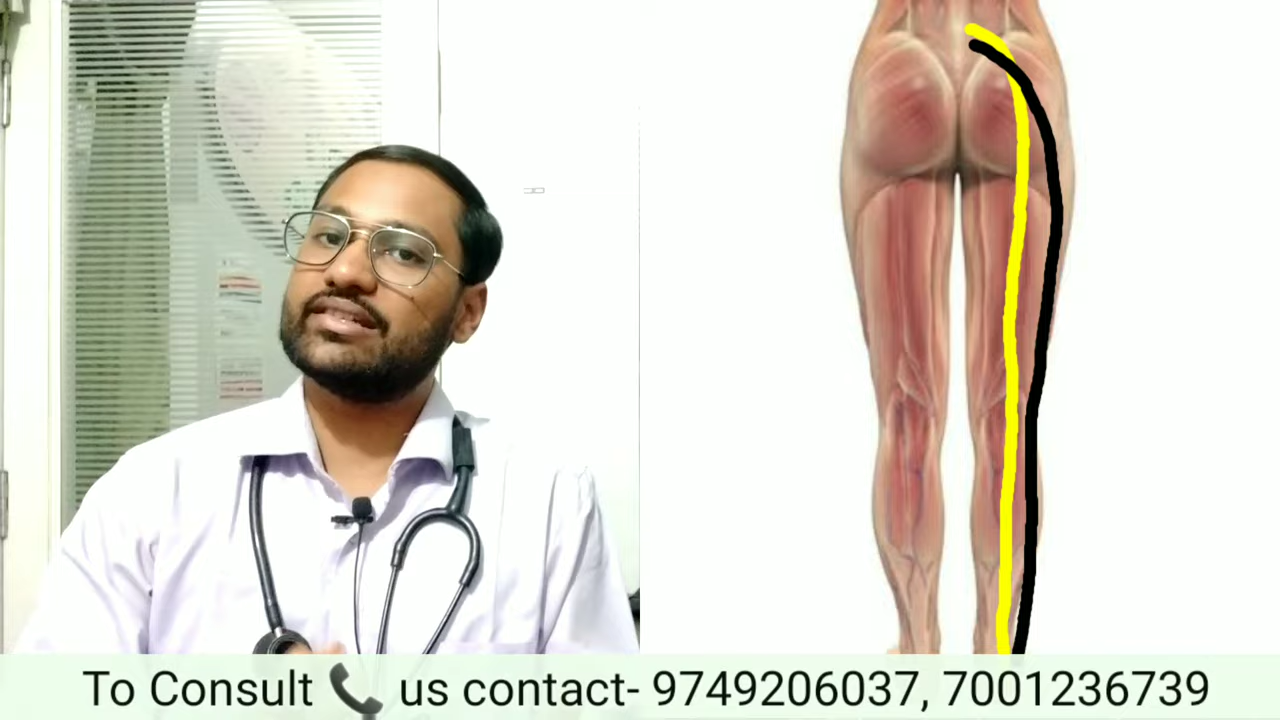 To Consult 📞 us contact- 9749206037, 7001236739